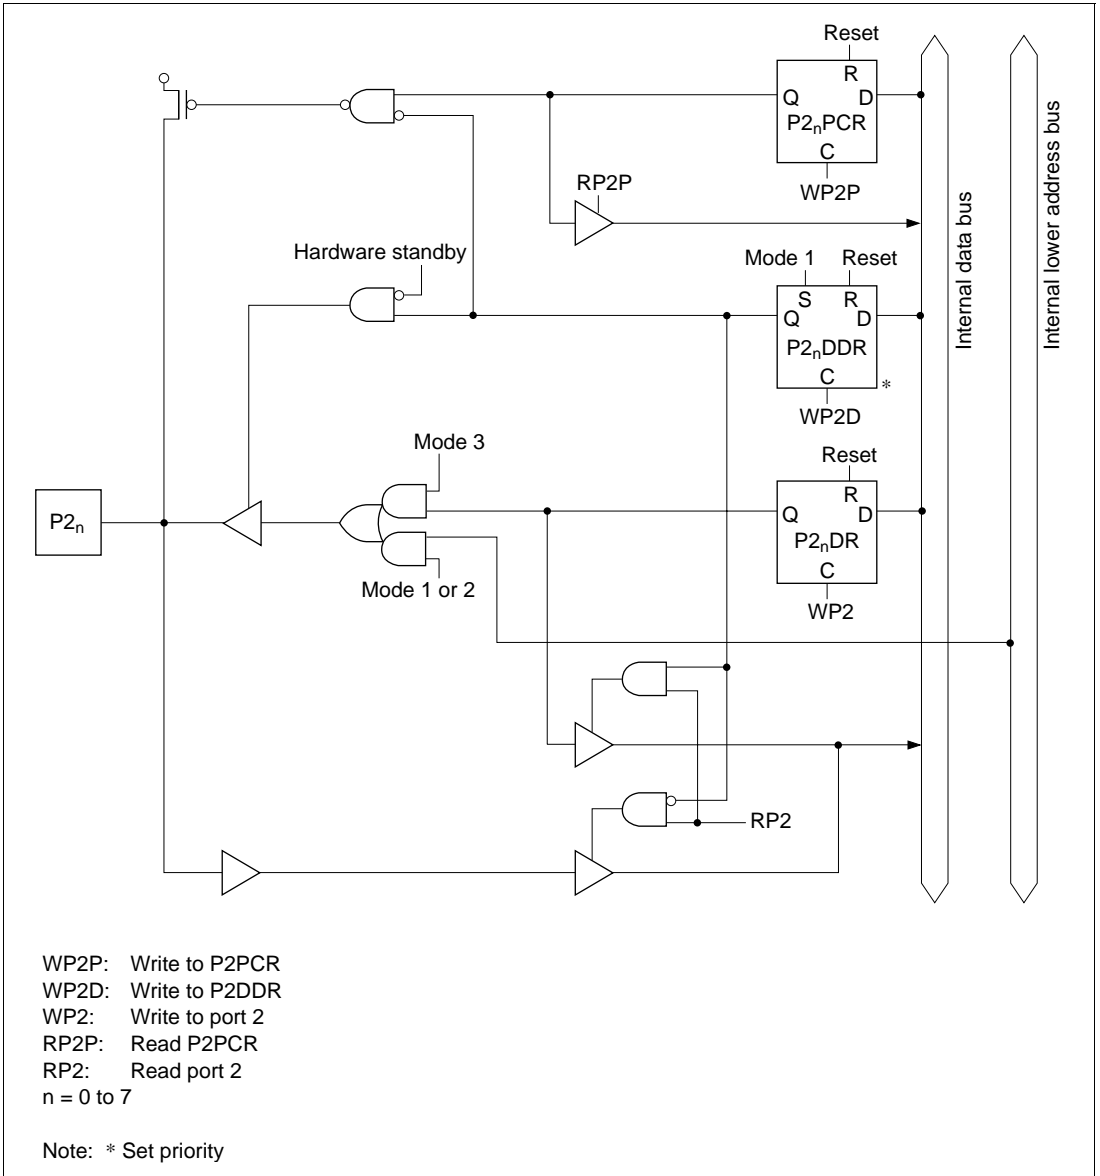 Reset
R
Q D
P2nPCR
C
WP2P
RP2P
Hardware standby
Mode 1 Reset
S R
Q D
P2nDDR
C
*
WP2D
Mode 3
Reset
R
Q D
P2nDR
C
WP2
P2n
Mode 1 or 2
RP2
Internal data bus
Internal lower address bus
WP2P: Write to P2PCR
WP2D: Write to P2DDR
WP2: Write to port 2
RP2P: Read P2PCR
RP2: Read port 2
n = 0 to 7
Note: * Set priority